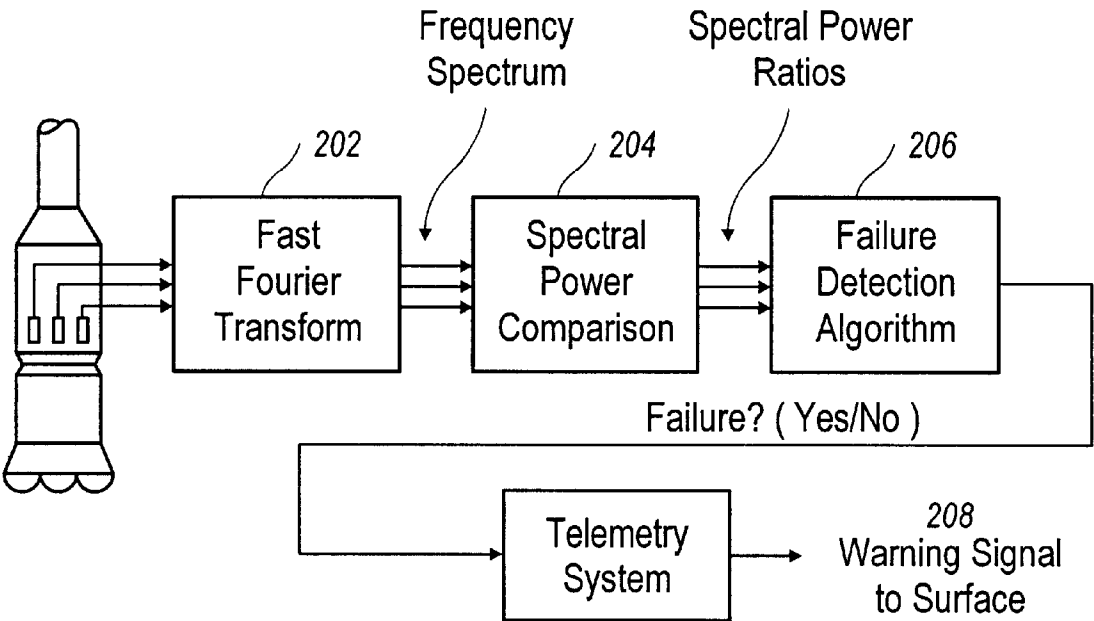 Frequency
Spectrum
Spectral Power
Ratios
202
204
206
Fast
Fourier
Transform
Spectral
Power
Comparison
Failure
Detection
Algorithm
Failure? ( Yes/No )
Telemetry
System
208
Warning Signal
to Surface